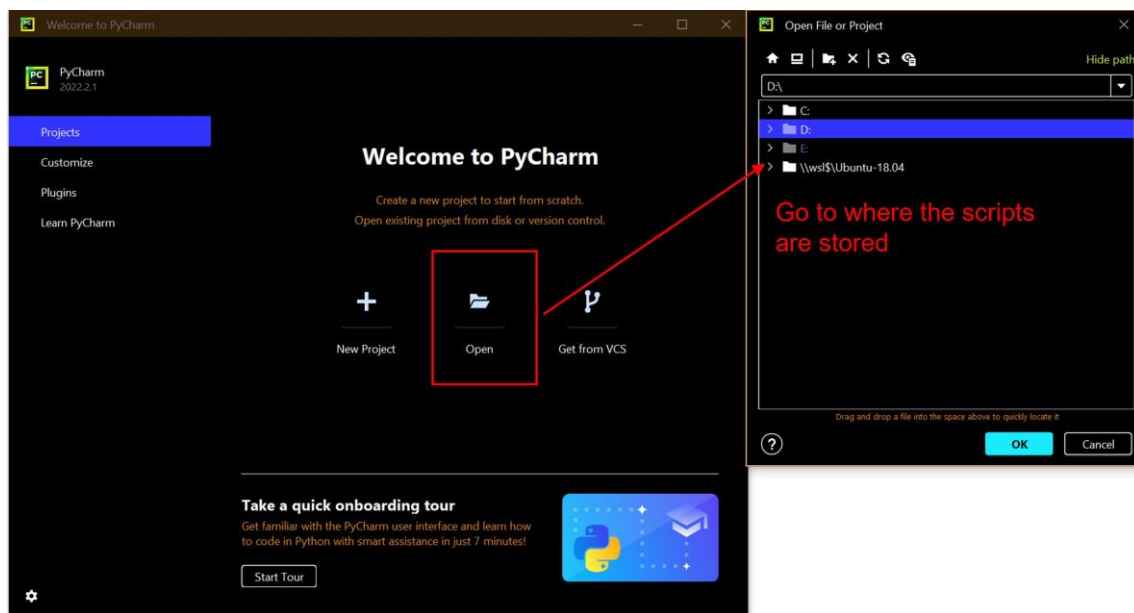 PC Welcome to PyCharm
PC
PyCharm
2022.2.1
Projects
Customize
Plugins
Learn PyCharm
Welcome to PyCharm
Create a new project to start from scratch.
Open existing project from disk or version control.
New Project
Open
Get from VCS
Take a quick onboarding tour
Get familiar with the PyCharm user interface and learn how
to code in Python with smart assistance in just 7 minutes!
Start Tour
PC Open File or Project
Hide path
D:\
C:
D:
E:
\\wsl$\Ubuntu-18.04
Go to where the scripts
are stored
Drag and drop a file into the space above to quickly locate it
?
OK
Cancel